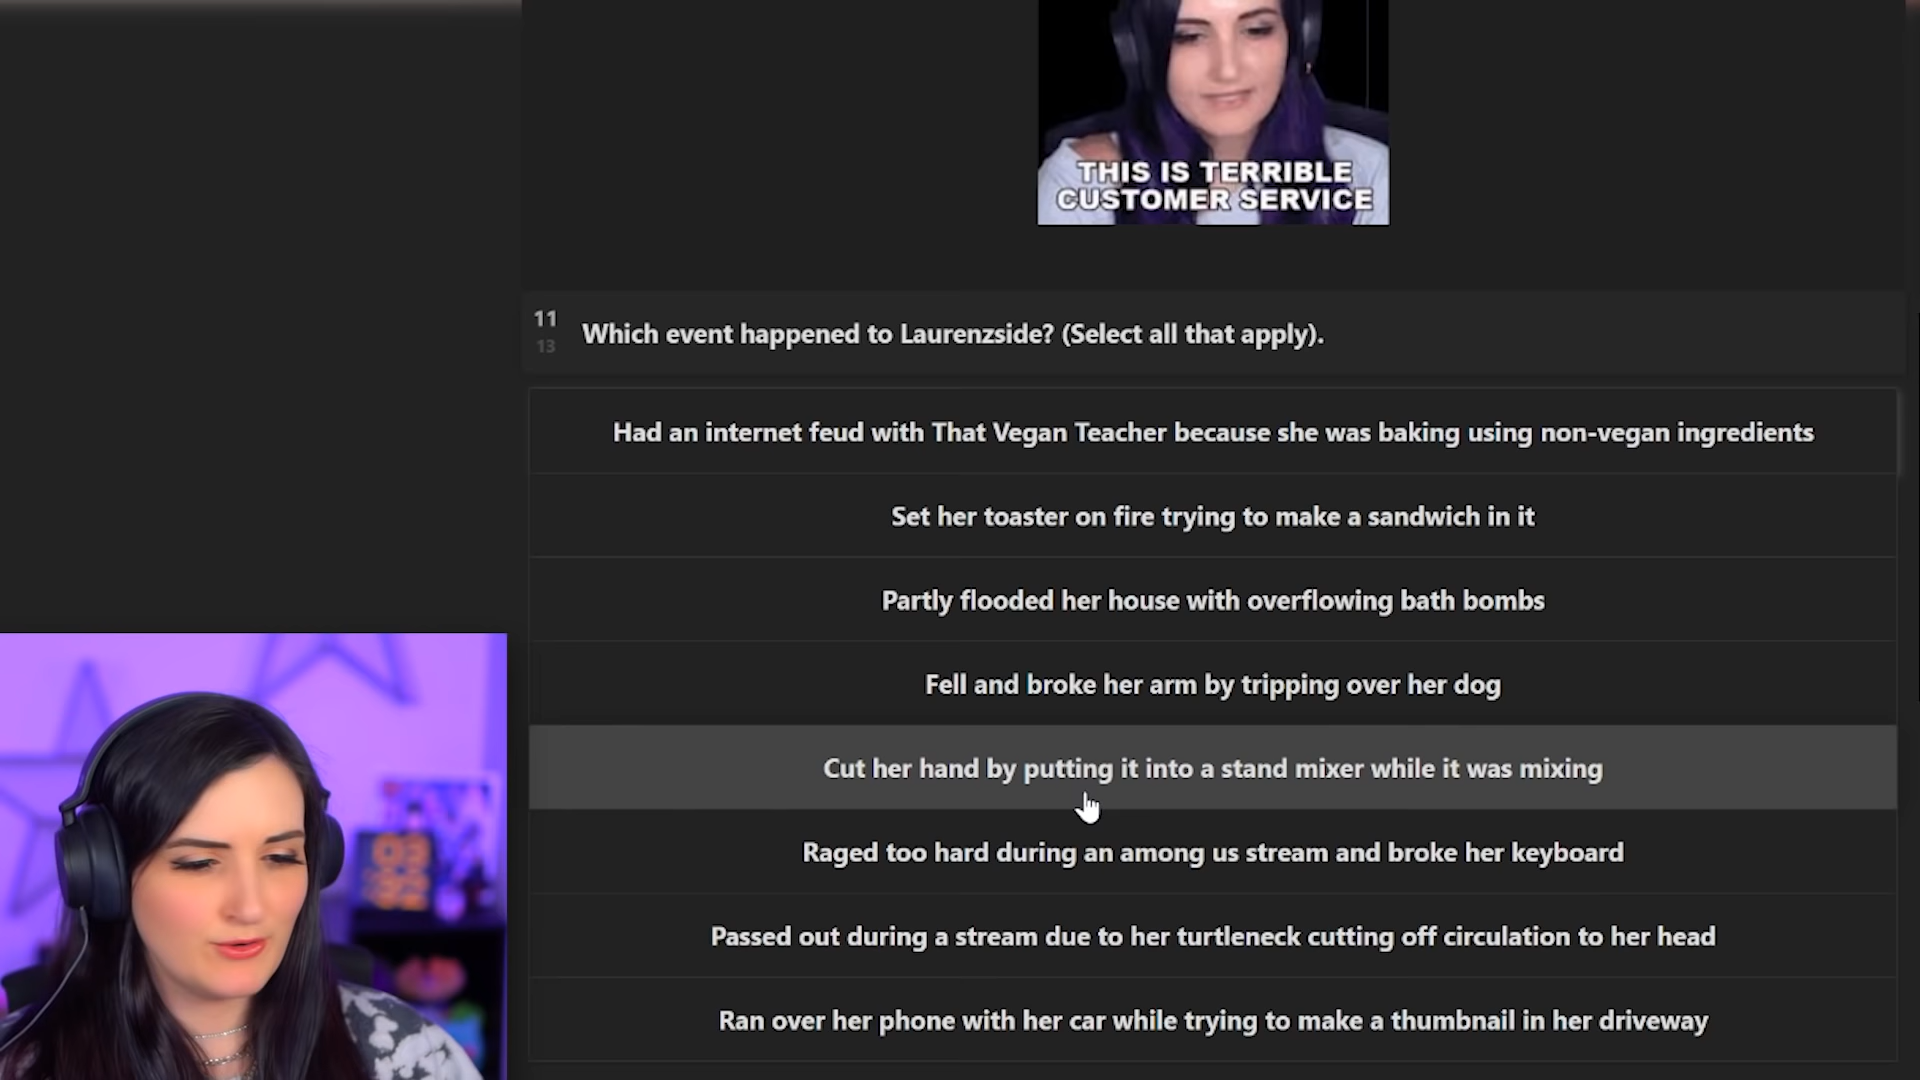 THIS IS TERRIBLE
CUSTOMER SERVICE
11
13
Which event happened to Laurenzside? (Select all that apply).
Had an internet feud with That Vegan Teacher because she was baking using non-vegan ingredients
Set her toaster on fire trying to make a sandwich in it
Partly flooded her house with overflowing bath bombs
Fell and broke her arm by tripping over her dog
Cut her hand by putting it into a stand mixer while it was mixing
Raged too hard during an among us stream and broke her keyboard
Passed out during a stream due to her turtleneck cutting off circulation to her head
Ran over her phone with her car while trying to make a thumbnail in her driveway